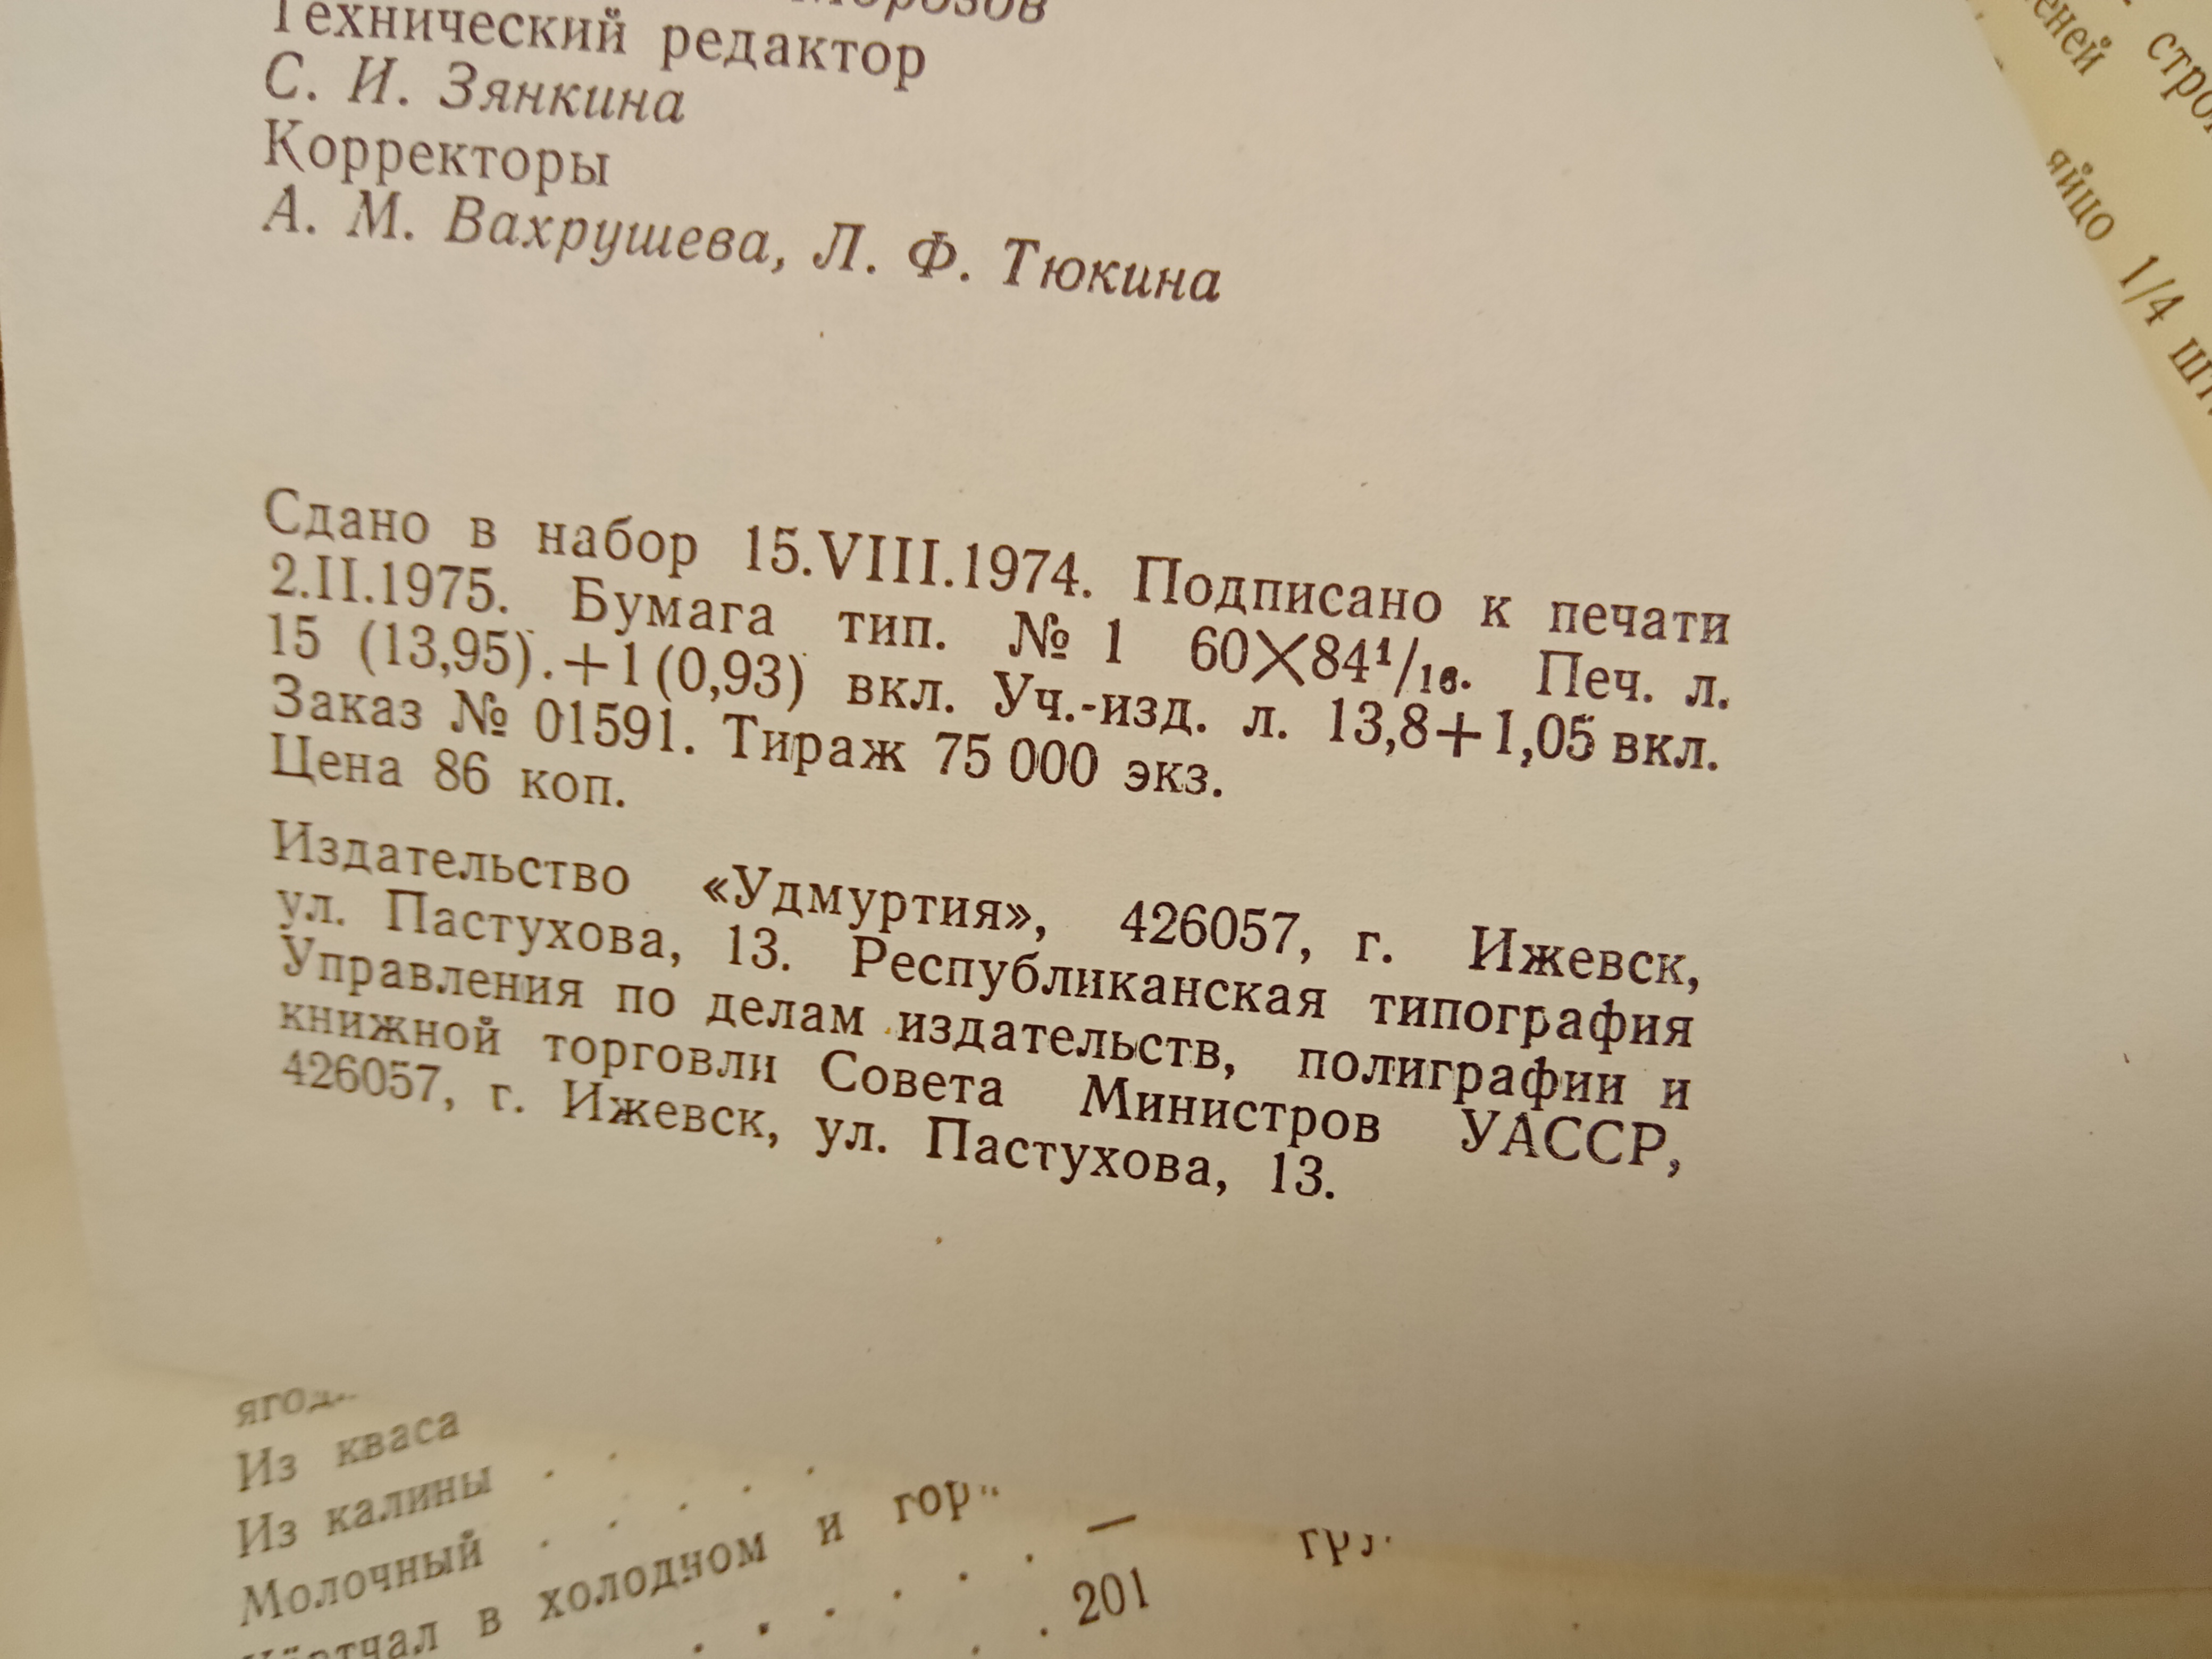 Морозов
Технический редактор
С. И. Зянкина
Корректоры
А. М. Вахрушева, Л. Ф. Тюкина
Сдано в набор 15.VIII.1974. Подписано к печати
2.II.1975. Бумага тип. № 1 60×84¹/₁₆. Печ. л.
15 (13,95).+1(0,93) вкл. Уч.-изд. л. 13,8+1,05 вкл.
Заказ № 01591. Тираж 75 000 экз.
Цена 86 коп.
Издательство «Удмуртия», 426057, г. Ижевск,
ул. Пастухова, 13. Республиканская типография
Управления по делам издательств, полиграфии и
книжной торговли Совета Министров УАССР,
426057, г. Ижевск, ул. Пастухова, 13.
Из кваса
Из калины . .
Молочный . . . . .
в холодном и
. . . . . . —
. . 201
яйцо 1/4